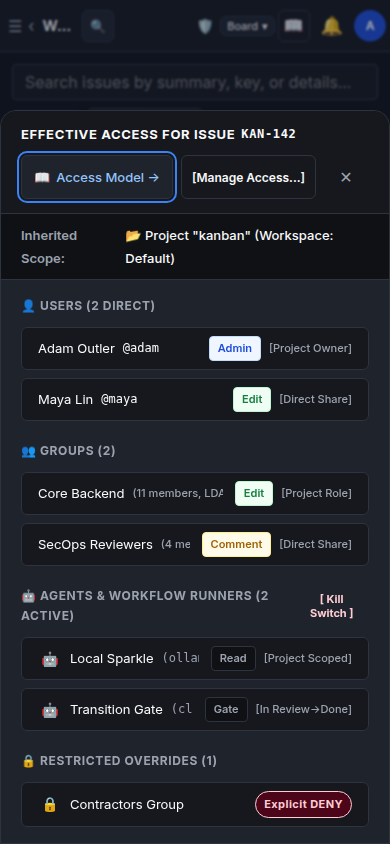 W...
Board
A
Search issues by summary, key, or details...
EFFECTIVE ACCESS FOR ISSUE KAN-142
Access Model →
[Manage Access...]
✕
Inherited Scope:
Project "kanban" (Workspace: Default)
USERS (2 DIRECT)
Adam Outler @adam Admin [Project Owner]
Maya Lin @maya Edit [Direct Share]
GROUPS (2)
Core Backend (11 members, LDA Edit [Project Role]
SecOps Reviewers (4 me Comment [Direct Share]
AGENTS & WORKFLOW RUNNERS (2 ACTIVE)
[ Kill Switch ]
Local Sparkle (olla Read [Project Scoped]
Transition Gate (cl Gate [In Review→Done]
RESTRICTED OVERRIDES (1)
Contractors Group Explicit DENY